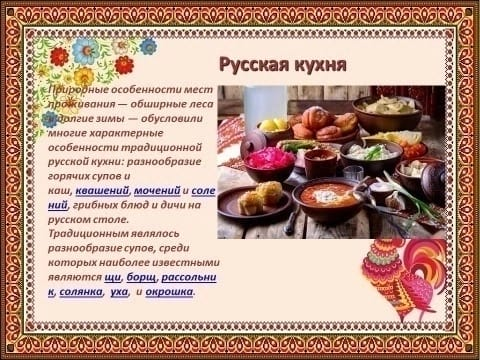 Русская кухня
Природные особенности мест
проживания — обширные леса
и долгие зимы — обусловили
многие характерные
особенности традиционной
русской кухни: разнообразие
горячих супов и
каш, квашений, мочений и соле
ний, грибных блюд и дичи на
русском столе.
Традиционным являлось
разнообразие супов, среди
которых наиболее известными
являются щи, борщ, рассольни
к, солянка, уха, и окрошка.